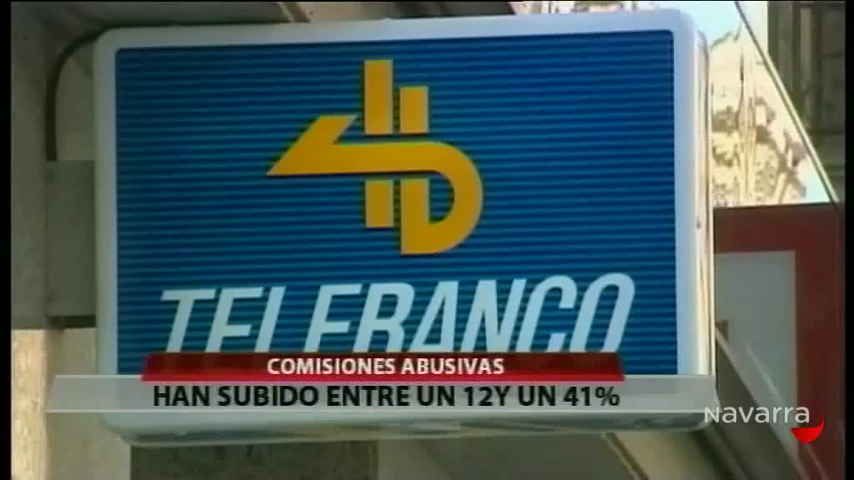 TELEBANCO
COMISIONES ABUSIVAS
HAN SUBIDO ENTRE UN 12Y UN 41%
Navarra